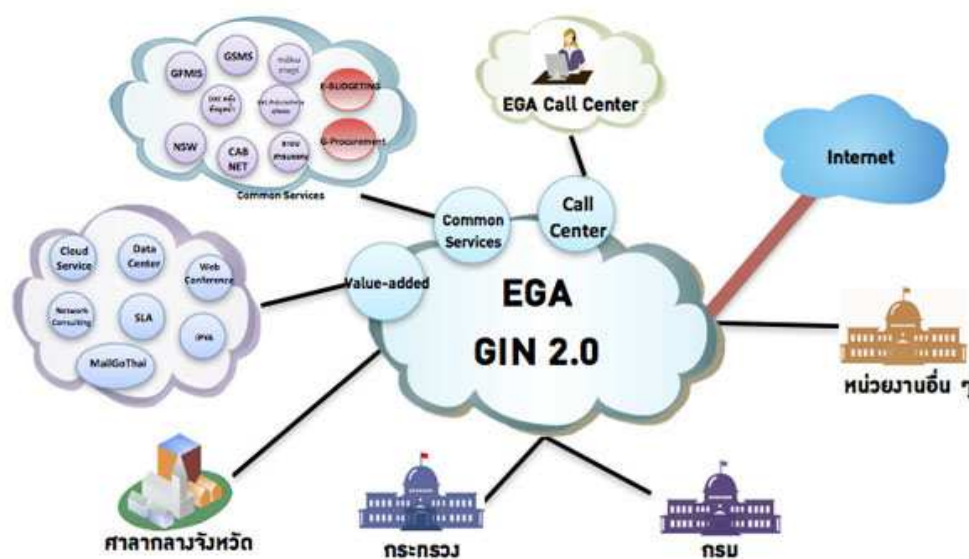 GSMS
GFMIS
E-BUDGETING
G-Procurement
NSW
CAB
NET
Common Services
EGA Call Center
Internet
Call
Center
Common
Services
Value-added
EGA
GIN 2.0
Cloud
Service
Data
Center
Web
Conference
Network
Consulting
SLA
IPV6
MailGoThai
หน่วยงานอื่น ๆ
ศาลากลางจังหวัด
กระทรวง
กรม